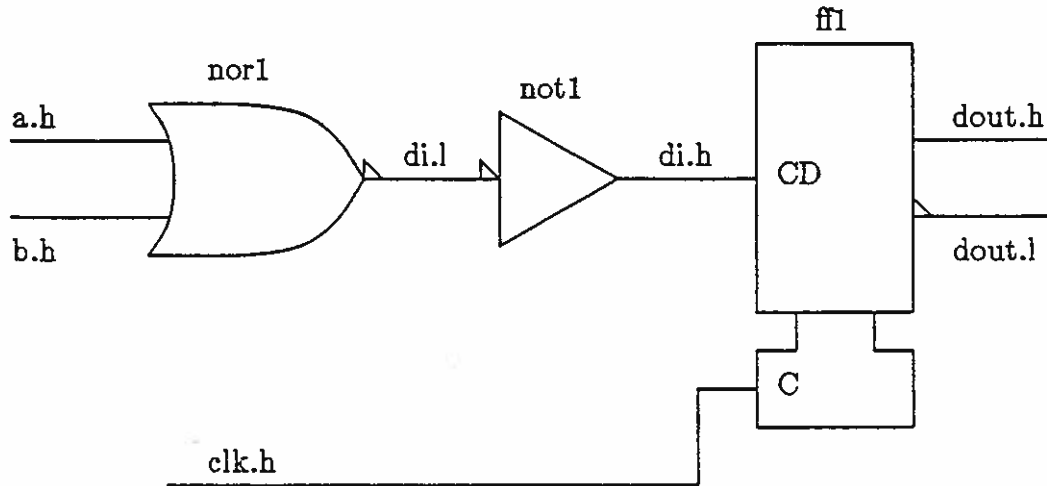 ff1
nor1
not1
a.h
di.l
di.h
dout.h
CD
b.h
dout.l
C
clk.h